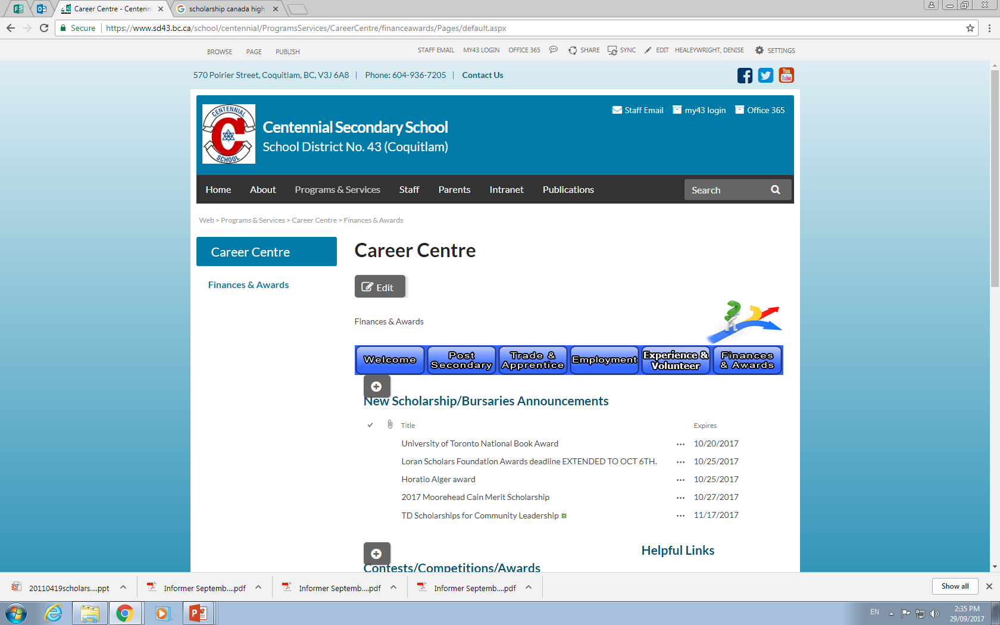 Career Centre - Centenni
scholarship canada high
Secure
https://www.sd43.bc.ca/school/centennial/ProgramsServices/CareerCentre/financeawards/Pages/default.aspx
BROWSE PAGE PUBLISH STAFF EMAIL MY43 LOGIN OFFICE 365 SHARE SYNC EDIT HEALEYWRIGHT, DENISE SETTINGS
570 Poirier Street, Coquitlam, BC, V3J 6A8 | Phone: 604-936-7205 | Contact Us
You Tube
CENTENNIAL
C
SCHOOL
Staff Email my43 login Office 365
Centennial Secondary School
School District No. 43 (Coquitlam)
Home About Programs & Services Staff Parents Intranet Publications Search
Web > Programs & Services > Career Centre > Finances & Awards
Career Centre
Finances & Awards
Career Centre
Edit
Finances & Awards
Welcome
Post Secondary
Trade & Apprentice
Employment
Experience & Volunteer
Finances & Awards
New Scholarship/Bursaries Announcements
Title Expires
University of Toronto National Book Award ... 10/20/2017
Loran Scholars Foundation Awards deadline EXTENDED TO OCT 6TH. ... 10/25/2017
Horatio Alger award ... 10/25/2017
2017 Moorehead Cain Merit Scholarship ... 10/27/2017
TD Scholarships for Community Leadership ... 11/17/2017
Helpful Links
Contests/Competitions/Awards
20110419scholars....ppt
Informer Septemb....pdf
Informer Septemb....pdf
Informer Septemb....pdf
Show all
EN
2:35 PM
29/09/2017